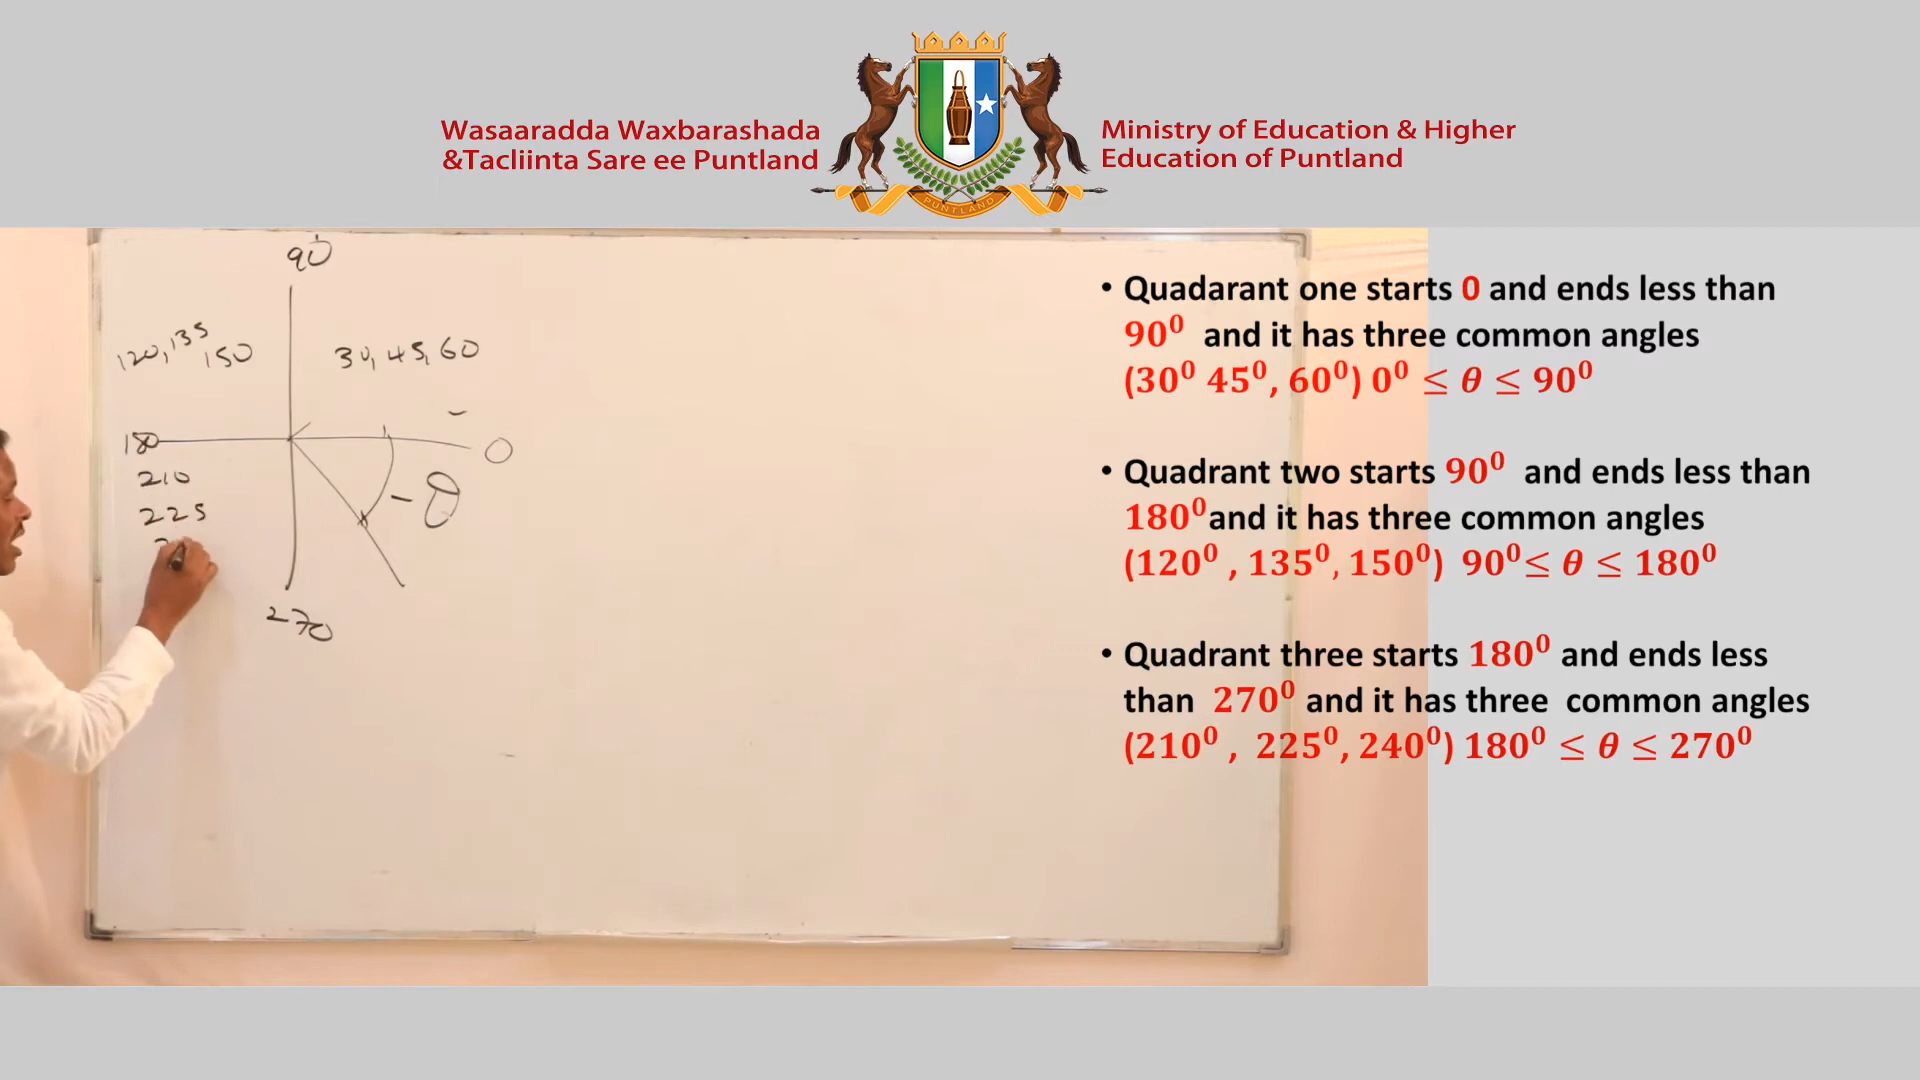 Wasaaradda Waxbarashada
&Tacliinta Sare ee Puntland
PUNTLAND
Ministry of Education & Higher
Education of Puntland
90
120, 135
150
30, 45, 60
180
0
210
225
-θ
270
• Quadarant one starts 0 and ends less than
90⁰ and it has three common angles
(30⁰ 45⁰, 60⁰) 0⁰ ≤ θ ≤ 90⁰
• Quadrant two starts 90⁰ and ends less than
180⁰and it has three common angles
(120⁰ , 135⁰, 150⁰) 90⁰≤ θ ≤ 180⁰
• Quadrant three starts 180⁰ and ends less
than 270⁰ and it has three common angles
(210⁰ , 225⁰, 240⁰) 180⁰ ≤ θ ≤ 270⁰